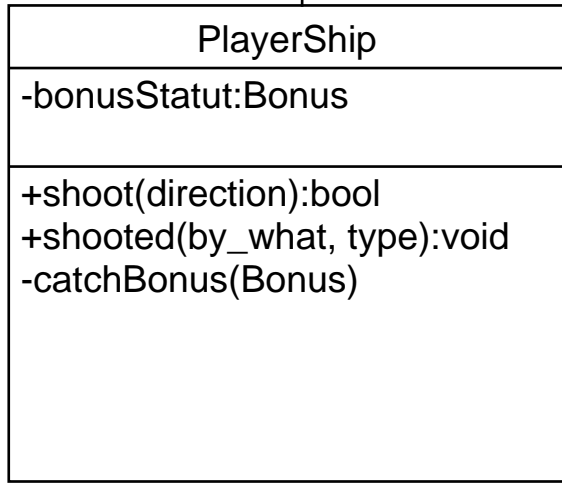 PlayerShip
-bonusStatut:Bonus
+shoot(direction):bool
+shooted(by_what, type):void
-catchBonus(Bonus)